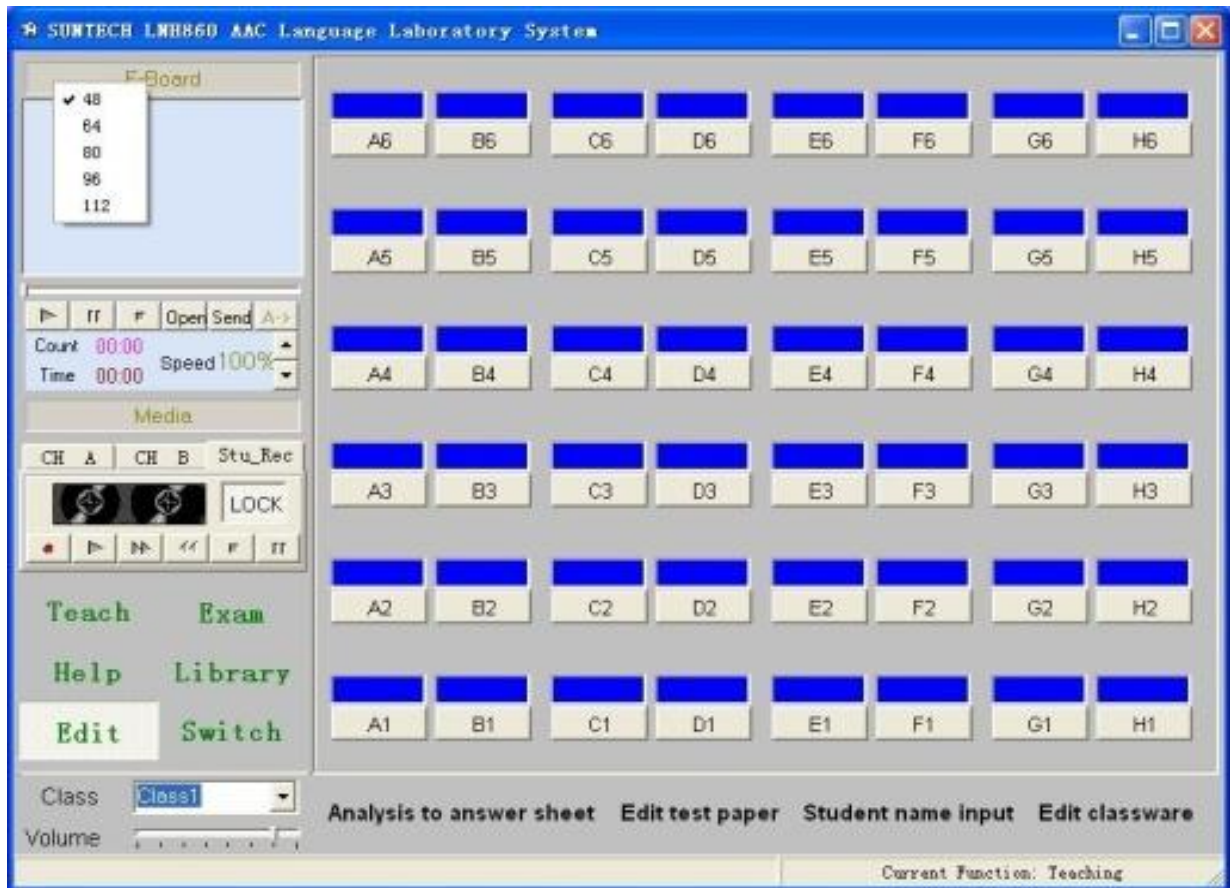 SUNTECH LNH860 AAC Language Laboratory System
E-Board
48
64
80
96
112
Open Send A->
Count 00:00
Speed 100%
Time 00:00
Media
CH A CH B Stu_Rec
LOCK
Teach Exam
Help Library
Edit Switch
Class Class1
Volume
A6 B6 C6 D6 E6 F6 G6 H6
A5 B5 C5 D5 E5 F5 G5 H5
A4 B4 C4 D4 E4 F4 G4 H4
A3 B3 C3 D3 E3 F3 G3 H3
A2 B2 C2 D2 E2 F2 G2 H2
A1 B1 C1 D1 E1 F1 G1 H1
Analysis to answer sheet Edit test paper Student name input Edit classware
Current Function: Teaching